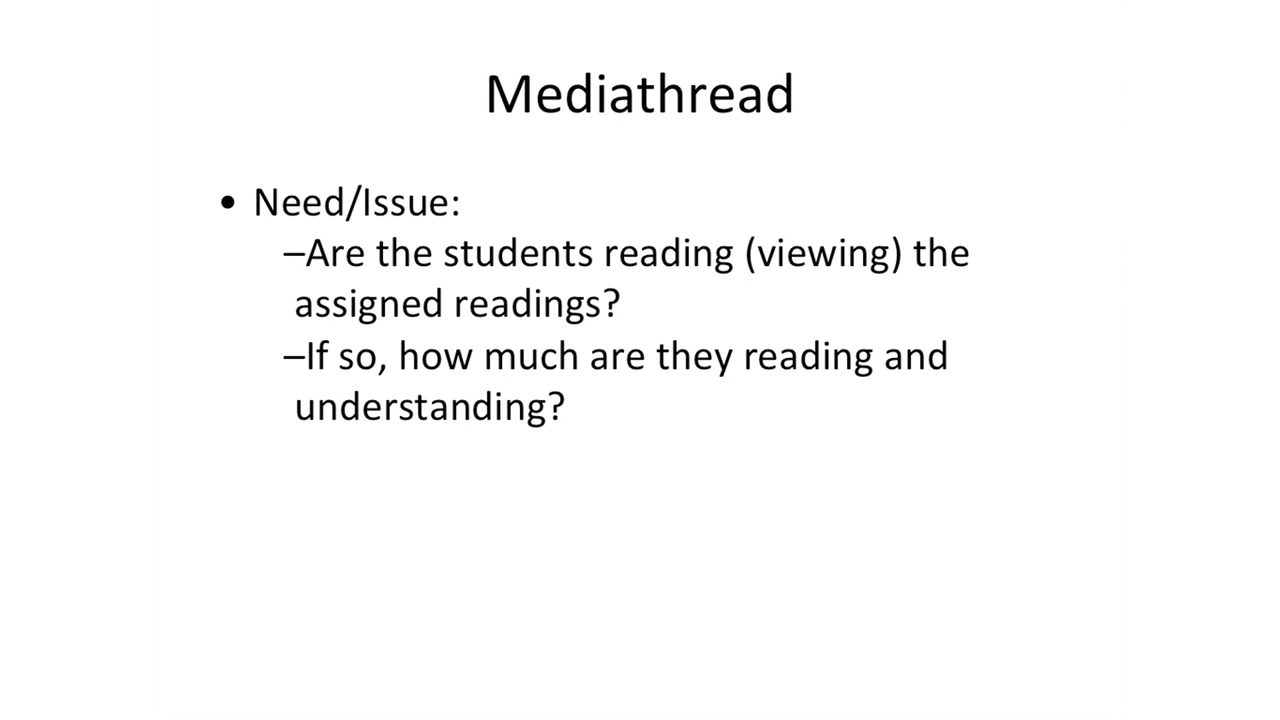 Mediathread
• Need/Issue:
–Are the students reading (viewing) the
assigned readings?
–If so, how much are they reading and
understanding?